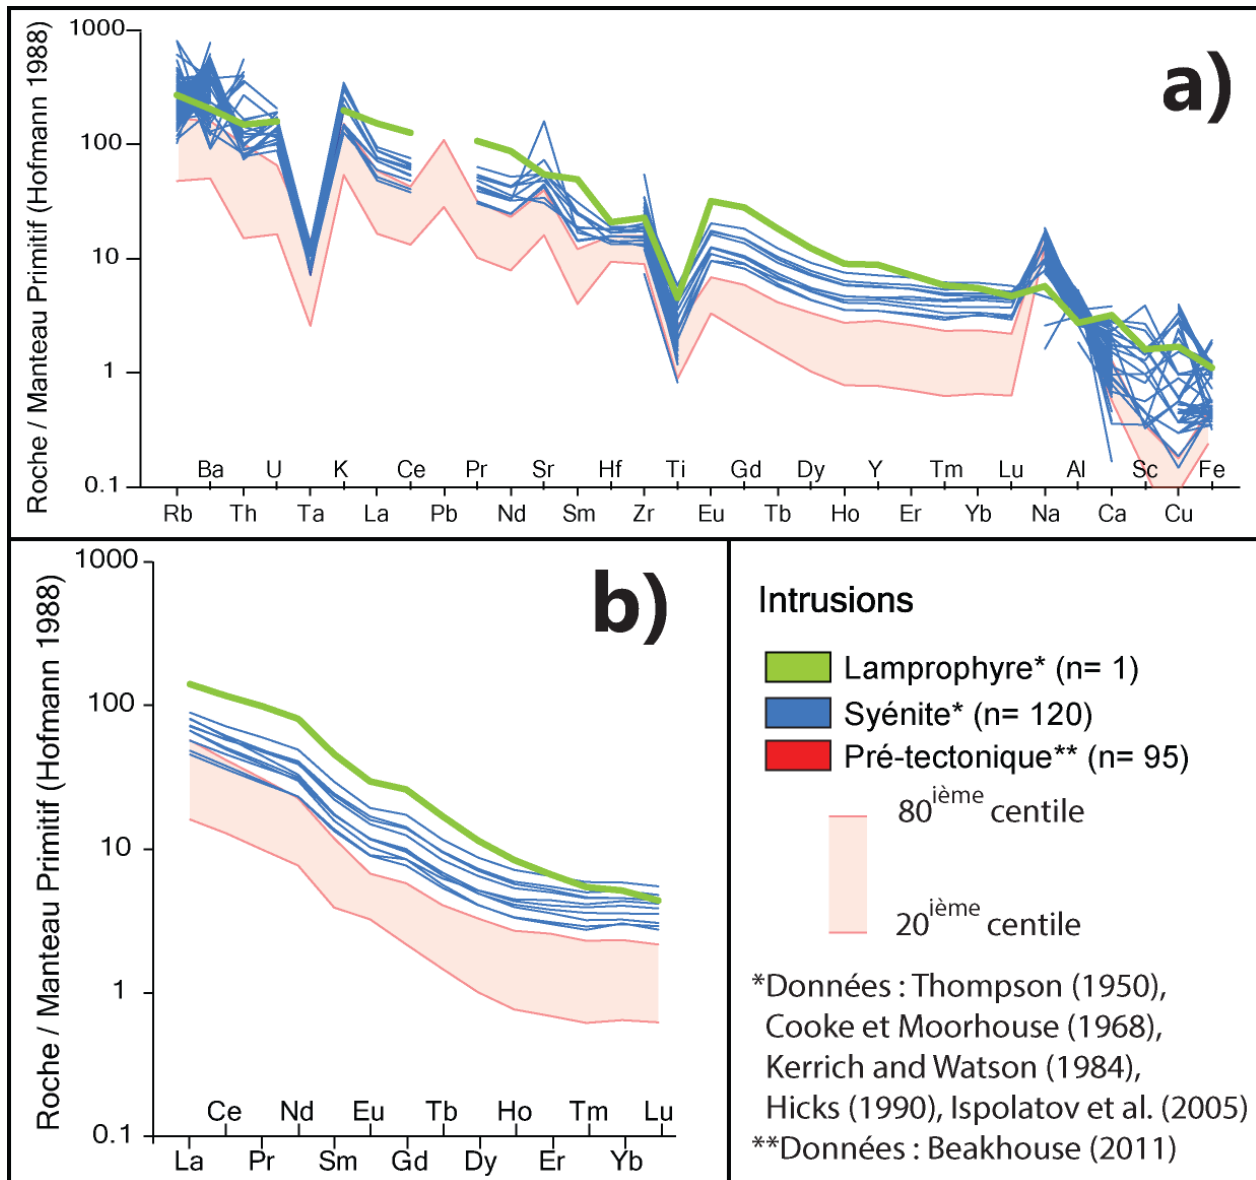 a)
Roche / Manteau Primitif (Hofmann 1988)
1000
100
10
1
0.1
Ba U K Ce Pr Sr Hf Ti Gd Dy Y Tm Lu Al Sc Fe
Rb Th Ta La Pb Nd Sm Zr Eu Tb Ho Er Yb Na Ca Cu
b)
Roche / Manteau Primitif (Hofmann 1988)
1000
100
10
1
0.1
Ce Nd Eu Tb Ho Tm Lu
La Pr Sm Gd Dy Er Yb
Intrusions
Lamprophyre* (n= 1)
Syénite* (n= 120)
Pré-tectonique** (n= 95)
80ième centile
20ième centile
*Données : Thompson (1950),
Cooke et Moorhouse (1968),
Kerrich and Watson (1984),
Hicks (1990), Ispolatov et al. (2005)
**Données : Beakhouse (2011)